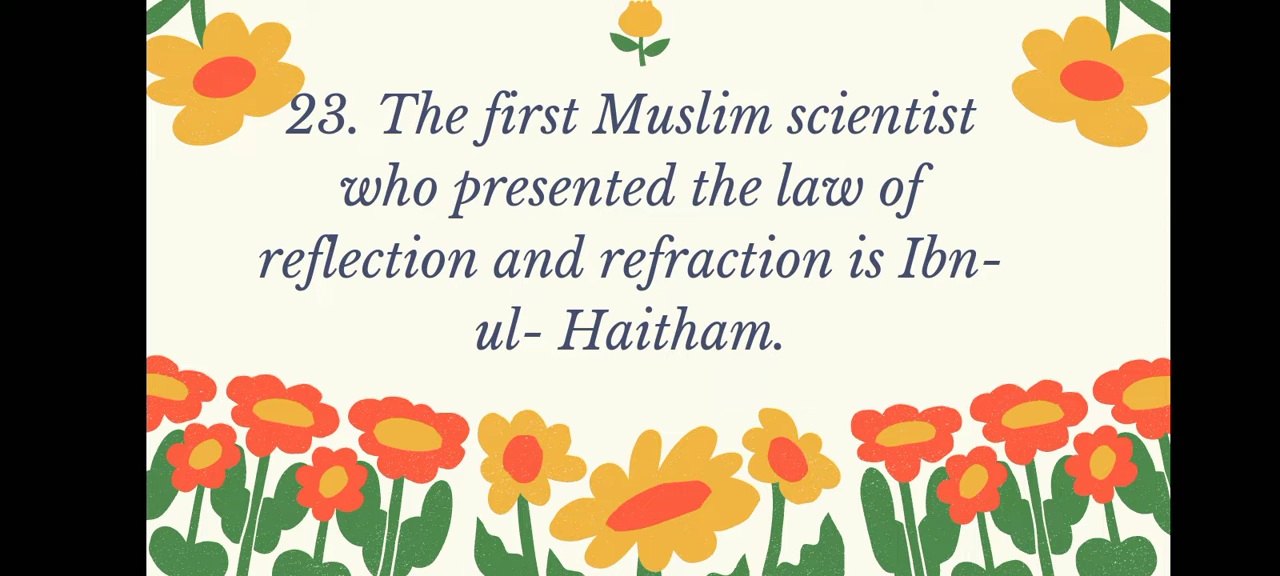 23. The first Muslim scientist
who presented the law of
reflection and refraction is Ibn-
ul- Haitham.